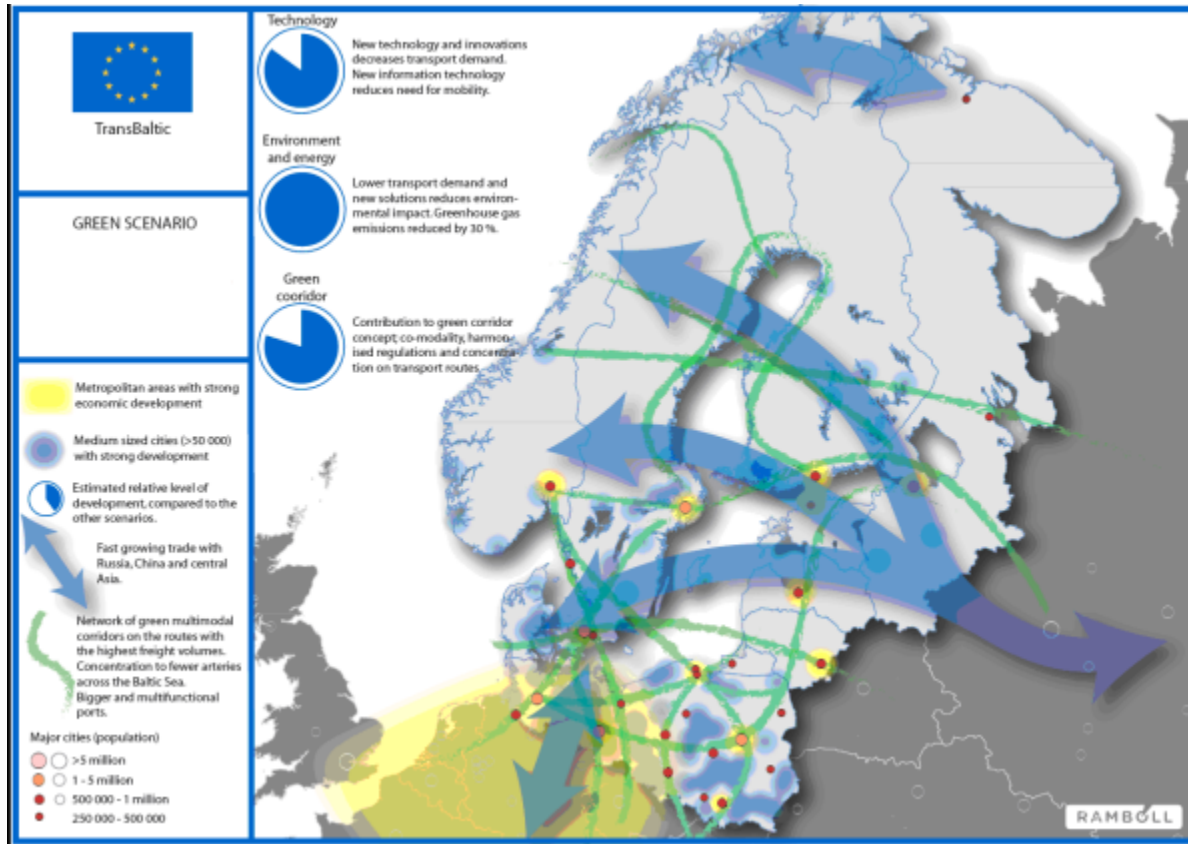 TransBaltic
GREEN SCENARIO
Metropolitan areas with strong
economic development
Medium sized cities (>50 000)
with strong development
Estimated relative level of
development, compared to the
other scenarios.
Fast growing trade with
Russia, China and central
Asia.
Network of green multimodal
corridors on the routes with
the highest freight volumes.
Concentration to fewer arteries
across the Baltic Sea.
Bigger and multifunctional
ports.
Major cities (population)
>5 million
1 - 5 million
500 000 - 1 million
250 000 - 500 000
Technology
New technology and innovations
decreases transport demand.
New information technology
reduces need for mobility.
Environment
and energy
Lower transport demand and
new solutions reduces environ-
mental impact. Greenhouse gas
emissions reduced by 30 %.
Green
cooridor
Contribution to green corridor
concept; co-modality, harmon-
ised regulations and concentra-
tion on transport routes.
RAMBOLL